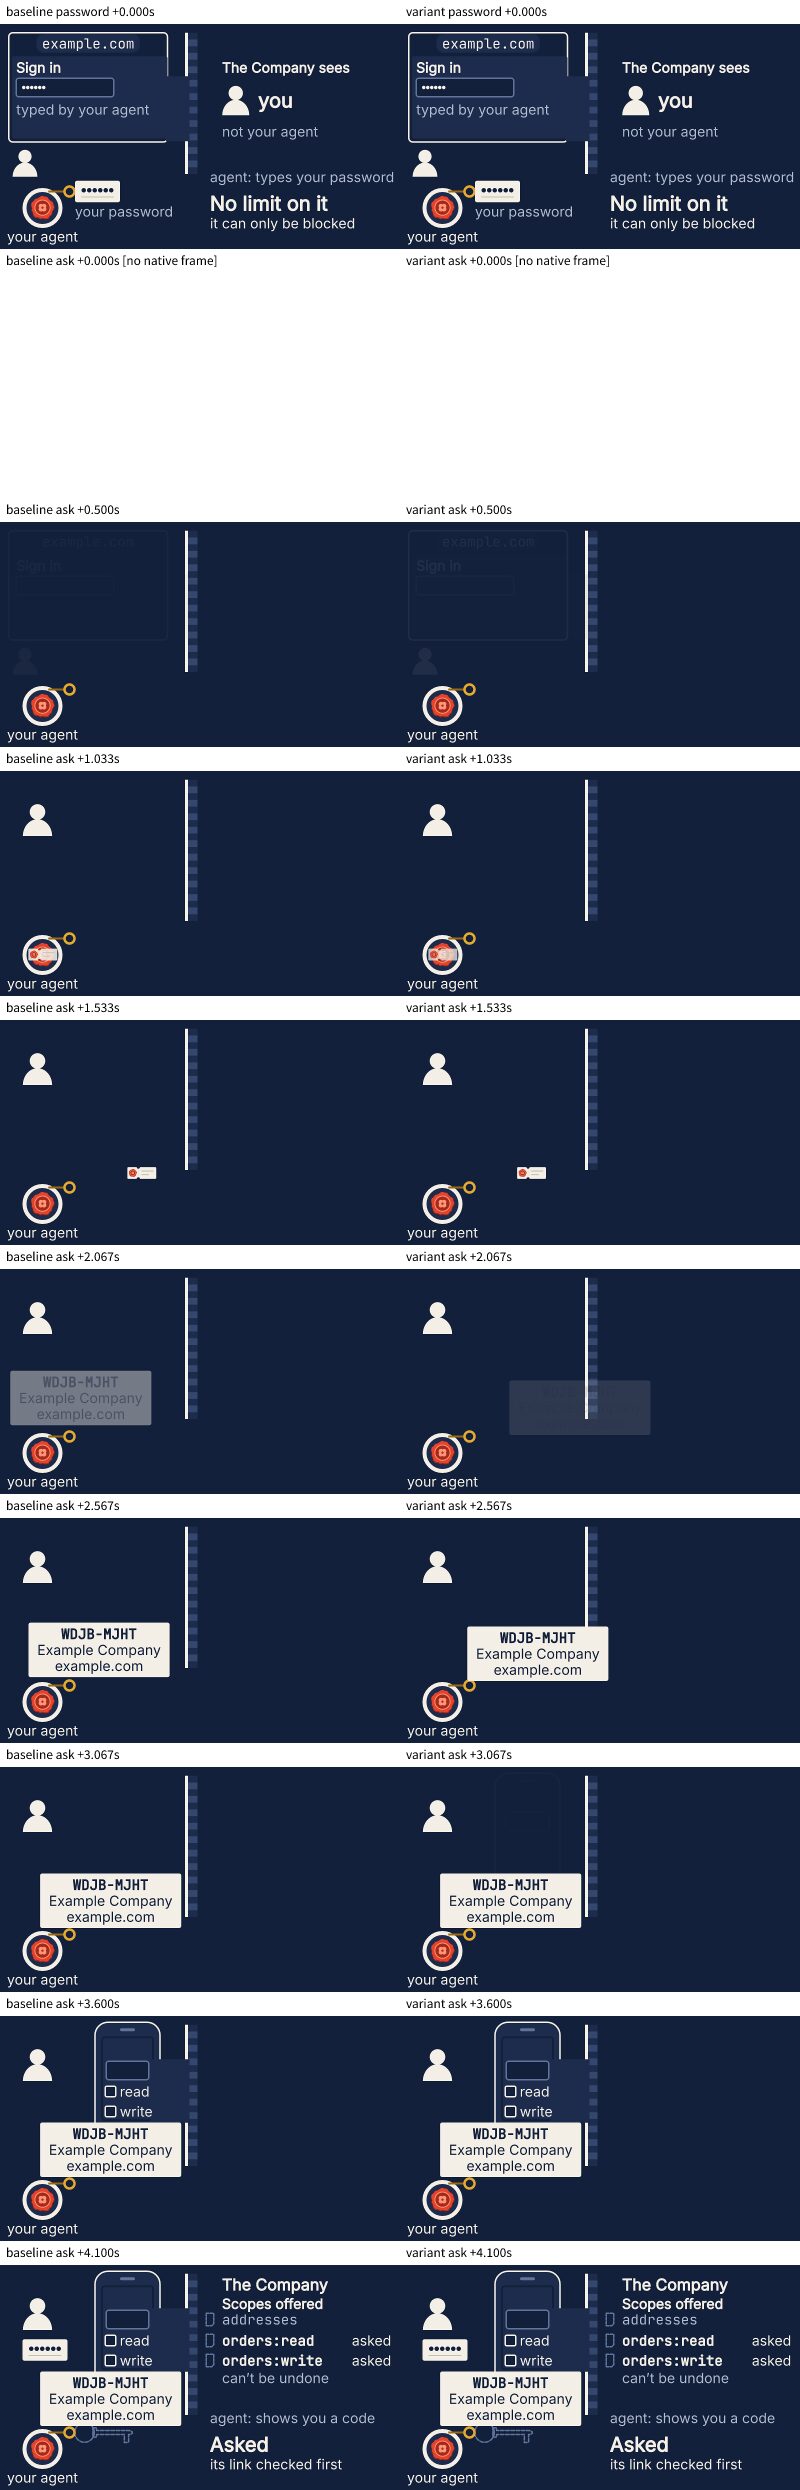 baseline password +0.000s
variant password +0.000s
example.com
Sign in
••••••
typed by your agent
The Company sees
you
not your agent
agent: types your password
••••••
your password
No limit on it
it can only be blocked
your agent
example.com
Sign in
••••••
typed by your agent
The Company sees
you
not your agent
agent: types your password
••••••
your password
No limit on it
it can only be blocked
your agent
baseline ask +0.000s [no native frame]
variant ask +0.000s [no native frame]
baseline ask +0.500s
variant ask +0.500s
example.com
Sign in
your agent
example.com
Sign in
your agent
baseline ask +1.033s
variant ask +1.033s
your agent
your agent
baseline ask +1.533s
variant ask +1.533s
your agent
your agent
baseline ask +2.067s
variant ask +2.067s
WDJB-MJHT
Example Company
example.com
your agent
your agent
baseline ask +2.567s
variant ask +2.567s
WDJB-MJHT
Example Company
example.com
your agent
WDJB-MJHT
Example Company
example.com
your agent
baseline ask +3.067s
variant ask +3.067s
WDJB-MJHT
Example Company
example.com
your agent
WDJB-MJHT
Example Company
example.com
your agent
baseline ask +3.600s
variant ask +3.600s
read
write
WDJB-MJHT
Example Company
example.com
your agent
read
write
WDJB-MJHT
Example Company
example.com
your agent
baseline ask +4.100s
variant ask +4.100s
read
write
••••••
WDJB-MJHT
Example Company
example.com
your agent
The Company
Scopes offered
addresses
orders:read asked
orders:write asked
can't be undone
agent: shows you a code
Asked
its link checked first
read
write
••••••
WDJB-MJHT
Example Company
example.com
your agent
The Company
Scopes offered
addresses
orders:read asked
orders:write asked
can't be undone
agent: shows you a code
Asked
its link checked first